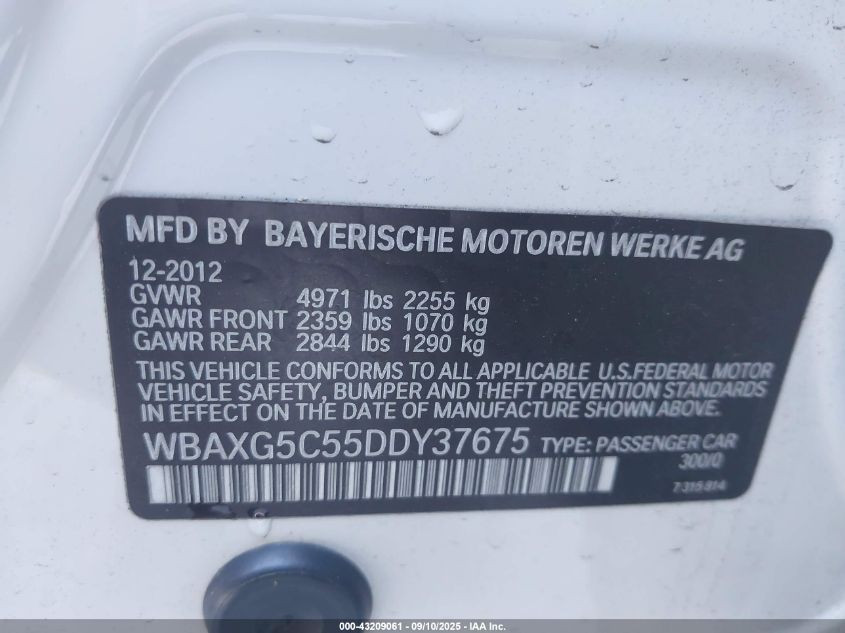 MFD BY BAYERISCHE MOTOREN WERKE AG
12-2012
GVWR 4971 lbs 2255 kg
GAWR FRONT 2359 lbs 1070 kg
GAWR REAR 2844 lbs 1290 kg
THIS VEHICLE CONFORMS TO ALL APPLICABLE U.S.FEDERAL MOTOR
VEHICLE SAFETY, BUMPER AND THEFT PREVENTION STANDARDS
IN EFFECT ON THE DATE OF MANUFACTURE SHOWN ABOVE.
WBAXG5C55DDY37675 TYPE: PASSENGER CAR
300/0
7 315 814
000-43209061 - 09/10/2025 - IAA Inc.